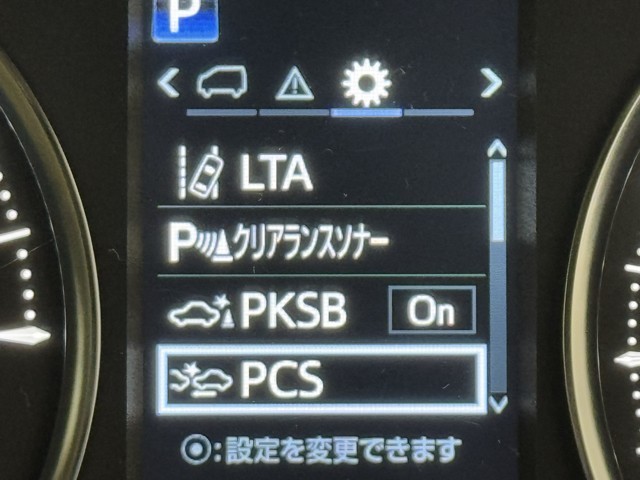 P
LTA
P クリアランスソナー
PKSB On
PCS
◉:設定を変更できます